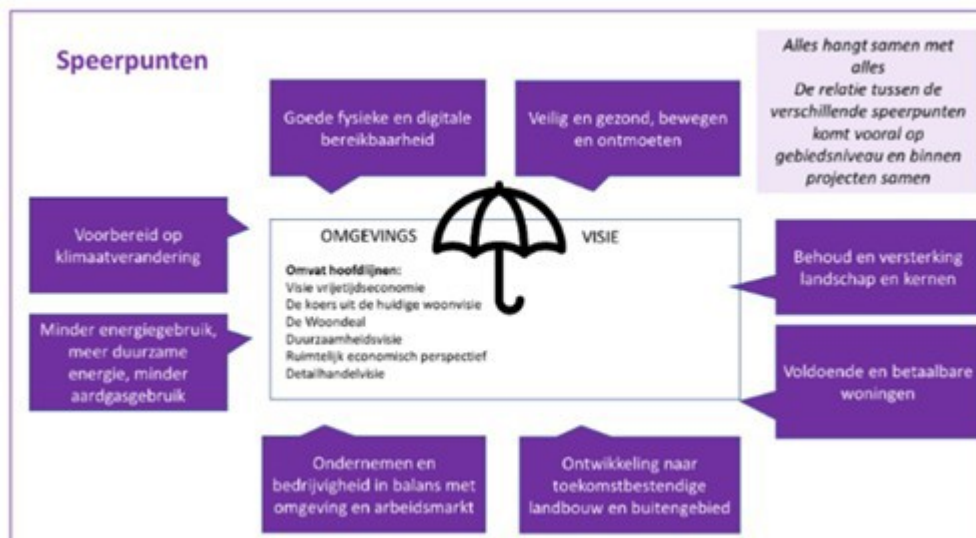 Speerpunten
Alles hangt samen met
alles
De relatie tussen de
verschillende speerpunten
komt vooral op
gebiedsniveau en binnen
projecten samen
Goede fysieke en digitale
bereikbaarheid
Veilig en gezond, bewegen
en ontmoeten
Voorbereid op
klimaatverandering
Minder energiegebruik,
meer duurzame
energie, minder
aardgasgebruik
OMGEVINGS VISIE
Omvat hoofdlijnen:
Visie vrijetijdseconomie
De koers uit de huidige woonvisie
De Woondeal
Duurzaamheidsvisie
Ruimtelijk economisch perspectief
Detailhandelvisie
Behoud en versterking
landschap en kernen
Voldoende en betaalbare
woningen
Ondernemen en
bedrijvigheid in balans met
omgeving en arbeidsmarkt
Ontwikkeling naar
toekomstbestendige
landbouw en buitengebied